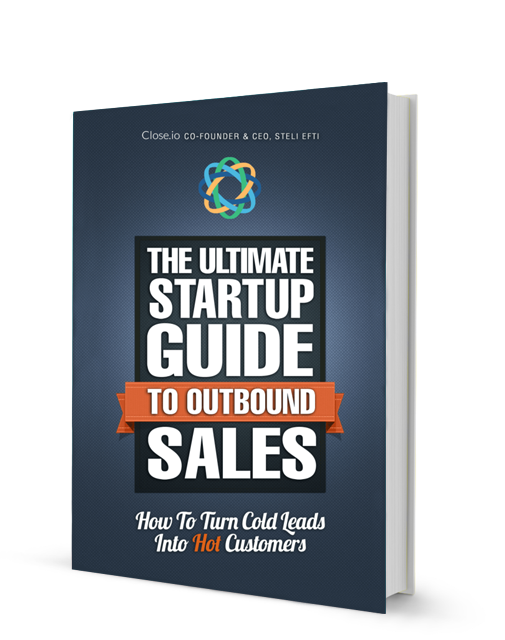 Close.io CO-FOUNDER & CEO, STELI EFTI
THE ULTIMATE
STARTUP
GUIDE
TO OUTBOUND
SALES
How To Turn Cold Leads
Into Hot Customers